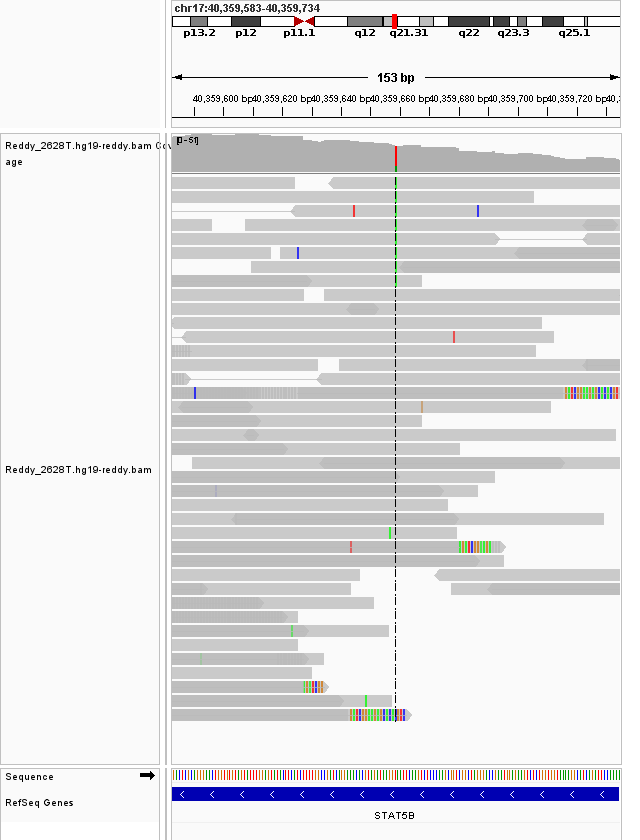 chr17:40,359,583-40,359,734
p13.2 p12 p11.1 q12 q21.31 q22 q23.3 q25.1
153 bp
40,359,600 bp 40,359,620 bp 40,359,640 bp 40,359,660 bp 40,359,680 bp 40,359,700 bp 40,359,720 bp 40,3
Reddy_2628T.hg19-reddy.bam Cov
age
[0-51]
Reddy_2628T.hg19-reddy.bam
Sequence
RefSeq Genes
STAT5B